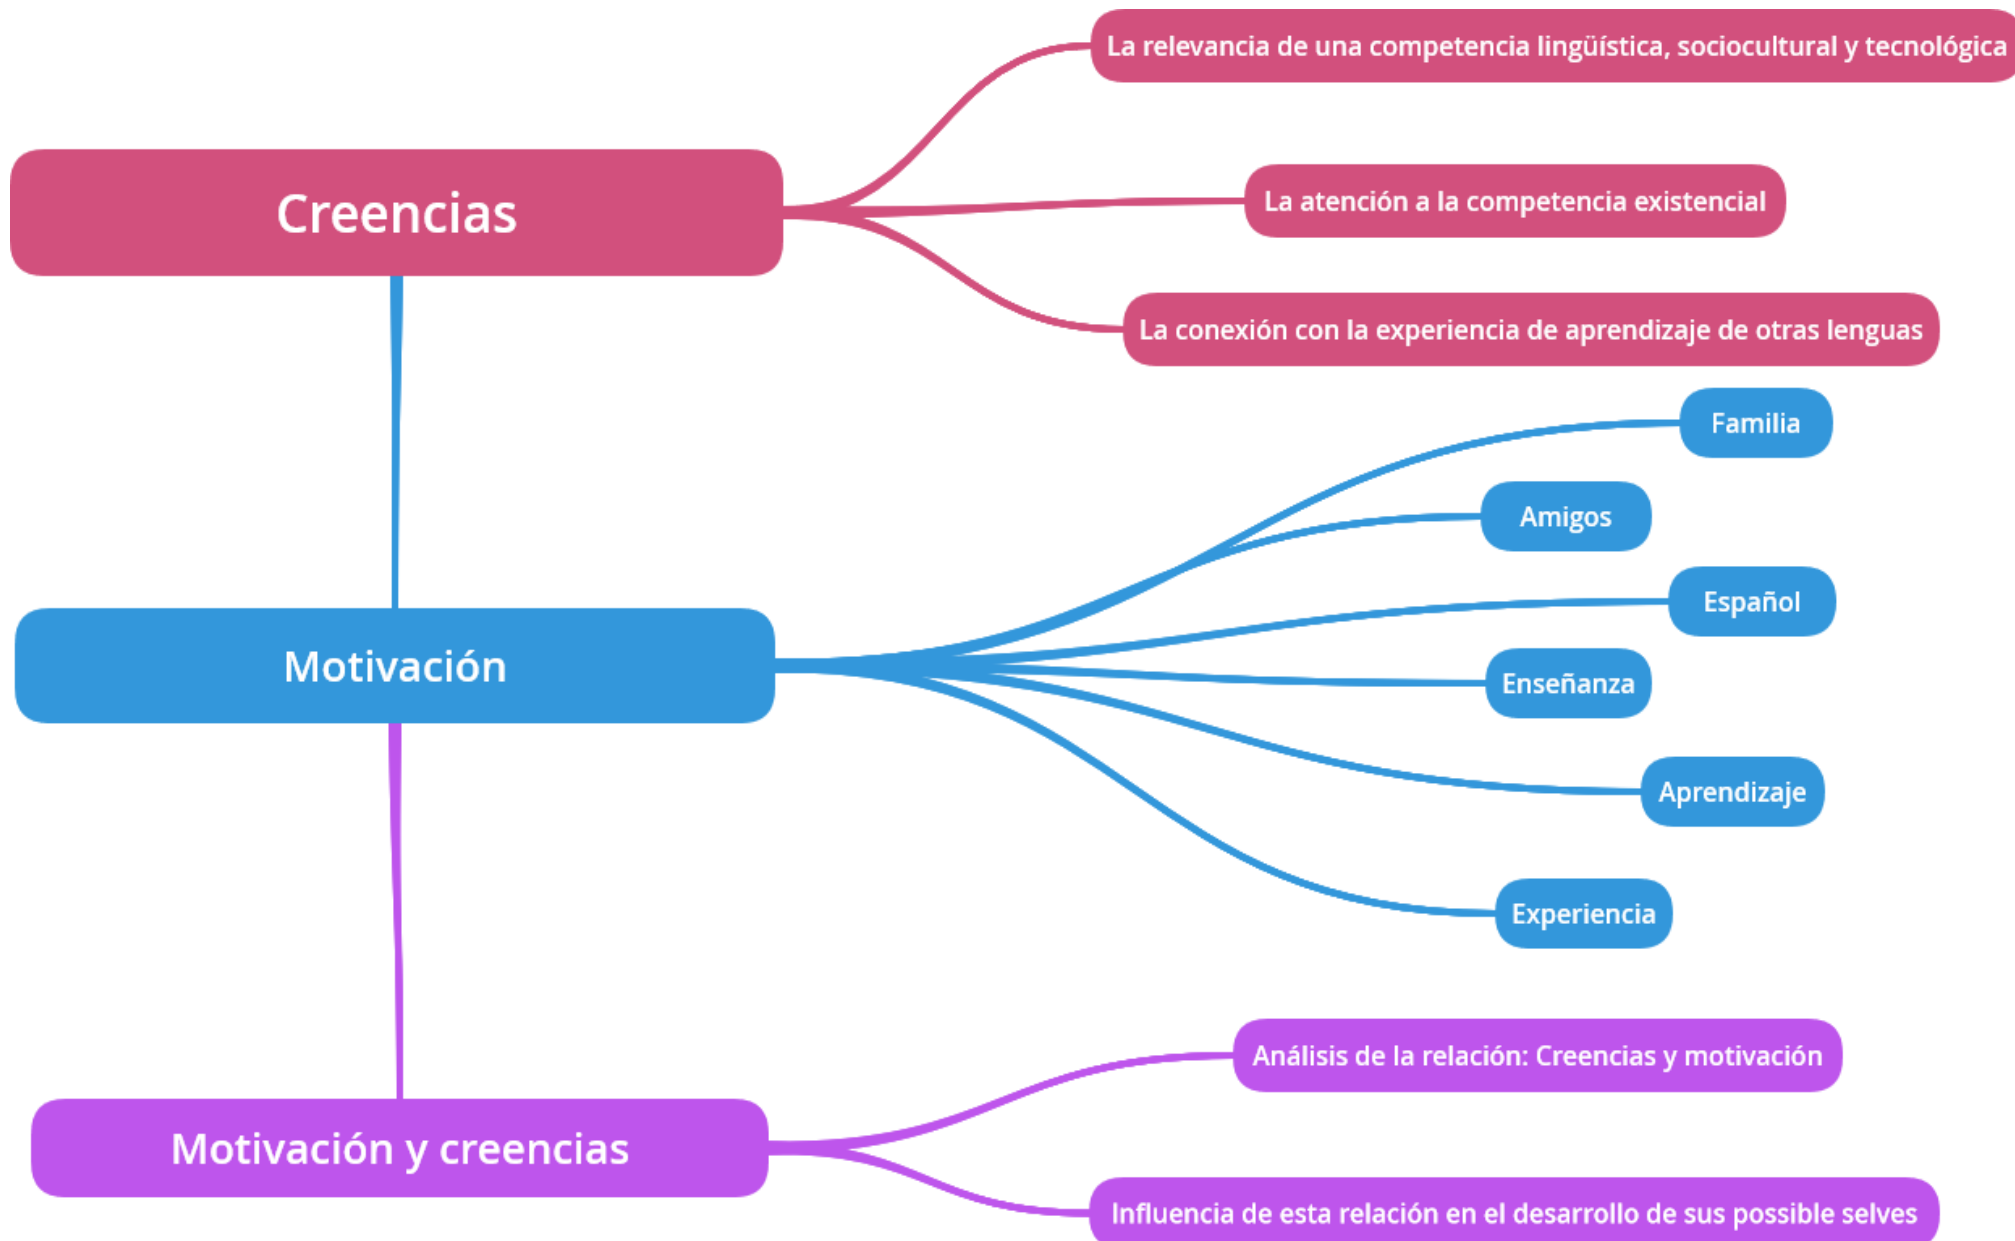 Creencias
La relevancia de una competencia lingüística, sociocultural y tecnológica
La atención a la competencia existencial
La conexión con la experiencia de aprendizaje de otras lenguas
Motivación
Familia
Amigos
Español
Enseñanza
Aprendizaje
Experiencia
Motivación y creencias
Análisis de la relación: Creencias y motivación
Influencia de esta relación en el desarrollo de sus possible selves